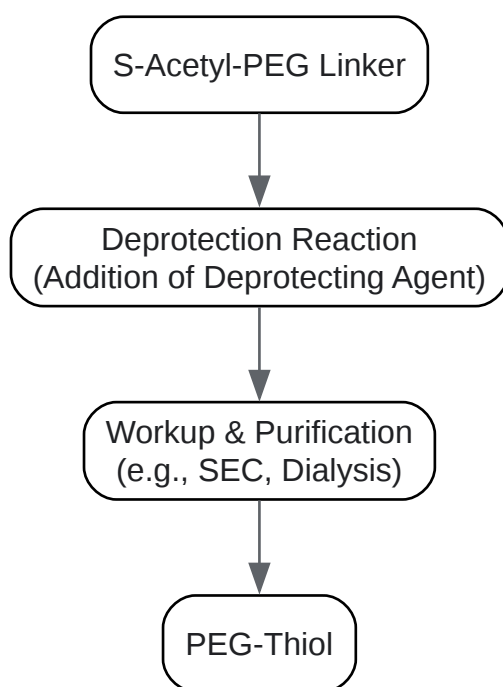 S-Acetyl-PEG Linker
Deprotection Reaction
(Addition of Deprotecting Agent)
Workup & Purification
(e.g., SEC, Dialysis)
PEG-Thiol